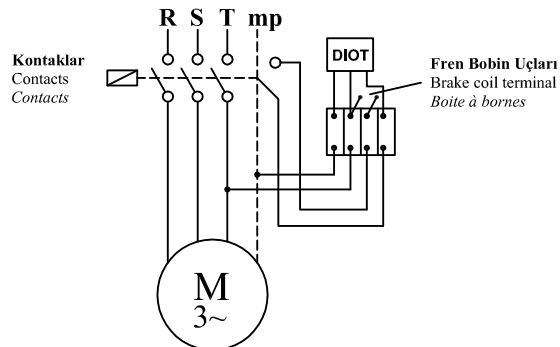 R S T mp
Kontaklar
Contacts
Contacts
DIOT
Fren Bobin Uçları
Brake coil terminal
Boite à bornes
M
3~